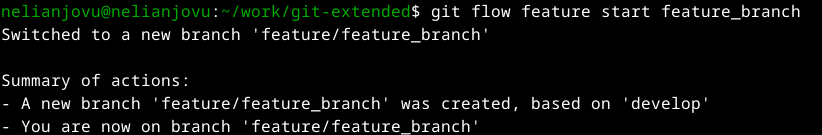 nelianjovu@nelianjovu:~/work/git-extended$ git flow feature start feature_branch
Switched to a new branch 'feature/feature_branch'
Summary of actions:
- A new branch 'feature/feature_branch' was created, based on 'develop'
- You are now on branch 'feature/feature_branch'